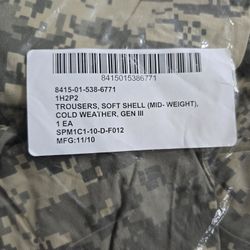 8415015386771
8415-01-538-6771
1H2P2
TROUSERS, SOFT SHELL (MID- WEIGHT),
COLD WEATHER, GEN III
1 EA
SPM1C1-10-D-F012
MFG:11/10